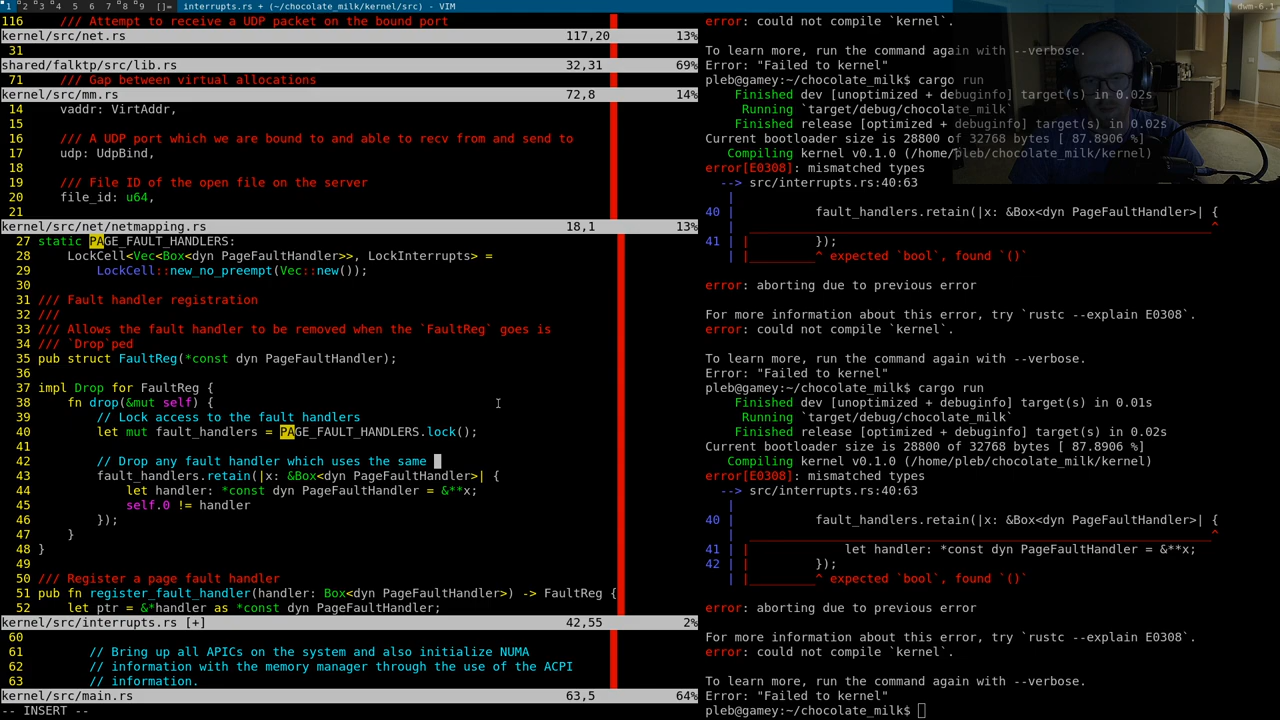 1 2 3 4 5 6 7 8 9 []= interrupts.rs + (~/chocolate_milk/kernel/src) - VIM dwm-6.1
116 /// Attempt to receive a UDP packet on the bound port
kernel/src/net.rs 117,20 13%
31
shared/falktp/src/lib.rs 32,31 69%
71 /// Gap between virtual allocations
kernel/src/mm.rs 72,8 14%
14 vaddr: VirtAddr,
15
16 /// A UDP port which we are bound to and able to recv from and send to
17 udp: UdpBind,
18
19 /// File ID of the open file on the server
20 file_id: u64,
21
kernel/src/net/netmapping.rs 18,1 13%
27 static PAGE_FAULT_HANDLERS:
28 LockCell<Vec<Box<dyn PageFaultHandler>>, LockInterrupts> =
29 LockCell::new_no_preempt(Vec::new());
30
31 /// Fault handler registration
32 ///
33 /// Allows the fault handler to be removed when the `FaultReg` goes is
34 /// `Drop`ped
35 pub struct FaultReg(*const dyn PageFaultHandler);
36
37 impl Drop for FaultReg {
38 fn drop(&mut self) {
39 // Lock access to the fault handlers
40 let mut fault_handlers = PAGE_FAULT_HANDLERS.lock();
41
42 // Drop any fault handler which uses the same
43 fault_handlers.retain(|x: &Box<dyn PageFaultHandler>| {
44 let handler: *const dyn PageFaultHandler = &**x;
45 self.0 != handler
46 });
47 }
48 }
49
50 /// Register a page fault handler
51 pub fn register_fault_handler(handler: Box<dyn PageFaultHandler>) -> FaultReg {
52 let ptr = &*handler as *const dyn PageFaultHandler;
kernel/src/interrupts.rs [+] 42,55 2%
60
61 // Bring up all APICs on the system and also initialize NUMA
62 // information with the memory manager through the use of the ACPI
63 // information.
kernel/src/main.rs 63,5 64%
-- INSERT --
error: could not compile `kernel`.

To learn more, run the command again with --verbose.
Error: "Failed to kernel"
pleb@gamey:~/chocolate_milk$ cargo run
Finished dev [unoptimized + debuginfo] target(s) in 0.02s
Running `target/debug/chocolate_milk`
Finished release [optimized + debuginfo] target(s) in 0.02s
Current bootloader size is 28800 of 32768 bytes [ 87.8906 %]
Compiling kernel v0.1.0 (/home/pleb/chocolate_milk/kernel)
error[E0308]: mismatched types
--> src/interrupts.rs:40:63
|
40 | fault_handlers.retain(|x: &Box<dyn PageFaultHandler>| {
| _______________________________________________________________^
41 | | });
| |_________^ expected `bool`, found `()`

error: aborting due to previous error

For more information about this error, try `rustc --explain E0308`.
error: could not compile `kernel`.

To learn more, run the command again with --verbose.
Error: "Failed to kernel"
pleb@gamey:~/chocolate_milk$ cargo run
Finished dev [unoptimized + debuginfo] target(s) in 0.01s
Running `target/debug/chocolate_milk`
Finished release [optimized + debuginfo] target(s) in 0.02s
Current bootloader size is 28800 of 32768 bytes [ 87.8906 %]
Compiling kernel v0.1.0 (/home/pleb/chocolate_milk/kernel)
error[E0308]: mismatched types
--> src/interrupts.rs:40:63
|
40 | fault_handlers.retain(|x: &Box<dyn PageFaultHandler>| {
| _______________________________________________________________^
41 | | let handler: *const dyn PageFaultHandler = &**x;
42 | | });
| |_________^ expected `bool`, found `()`

error: aborting due to previous error

For more information about this error, try `rustc --explain E0308`.
error: could not compile `kernel`.

To learn more, run the command again with --verbose.
Error: "Failed to kernel"
pleb@gamey:~/chocolate_milk$